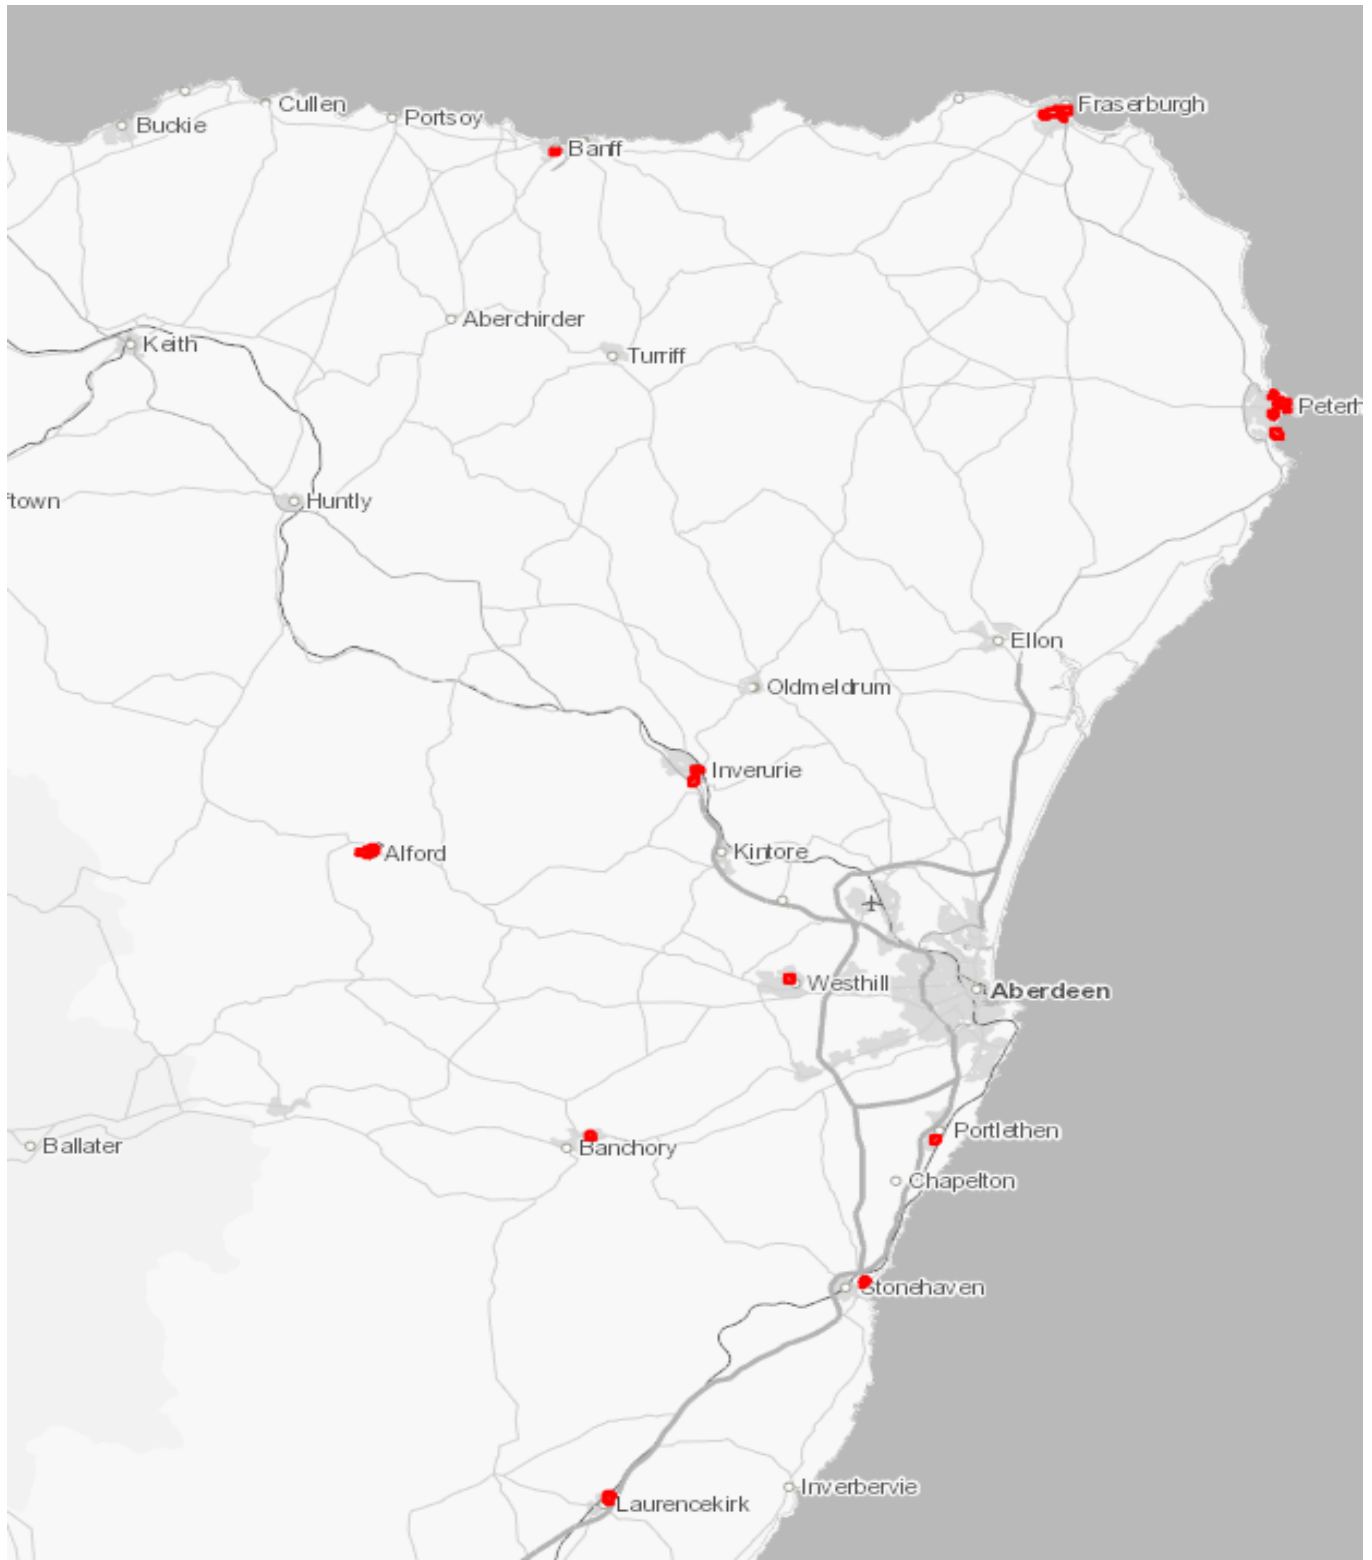 Cullen
Fraserburgh
Portsoy
Buckie
Banff
Aberchirder
Keith
Turriff
Peterh
ftown
Huntly
Ellon
Oldmeldrum
Inverurie
Kintore
Alford
Westhill
Aberdeen
Portlethen
Ballater
Banchory
Chapelton
Stonehaven
Inverbervie
Laurencekirk